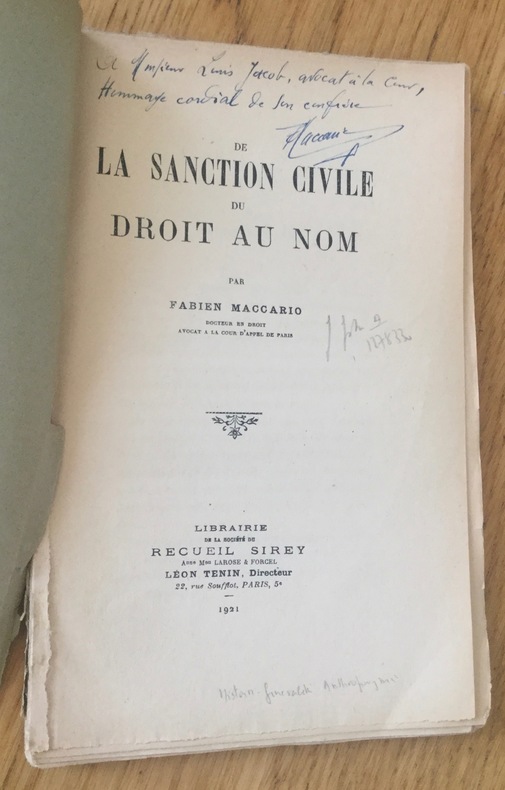 A Monsieur Louis Jacob, avocat à la Cour,
Hommage cordial de son confrère
Maccario
DE
LA SANCTION CIVILE
DU
DROIT AU NOM
PAR
FABIEN MACCARIO
DOCTEUR EN DROIT
AVOCAT A LA COUR D'APPEL DE PARIS
LIBRAIRIE
DE LA SOCIÉTÉ DU
RECUEIL SIREY
Anne Mon LAROSE & FORCEL
LÉON TENIN, Directeur
22, rue Soufflot, PARIS, 5e
1921